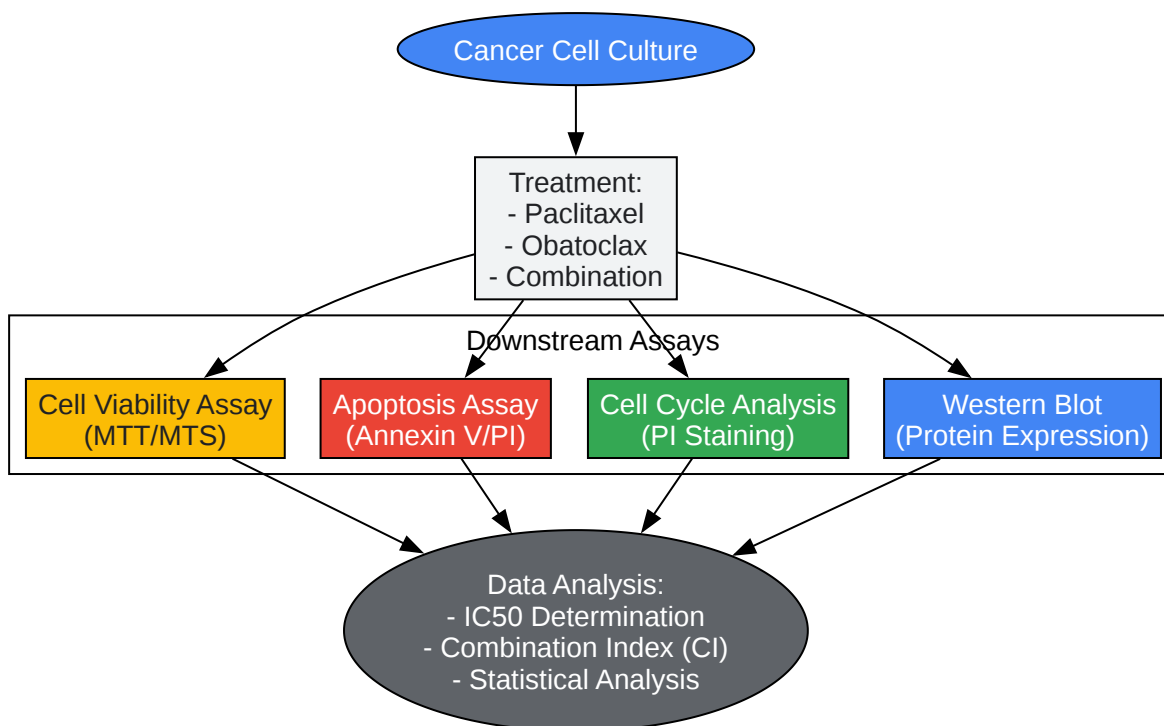 Cancer Cell Culture
Treatment:
- Paclitaxel
- Obatoclax
- Combination
Downstream Assays
Cell Viability Assay
(MTT/MTS)
Apoptosis Assay
(Annexin V/PI)
Cell Cycle Analysis
(PI Staining)
Western Blot
(Protein Expression)
Data Analysis:
- IC50 Determination
- Combination Index (CI)
- Statistical Analysis